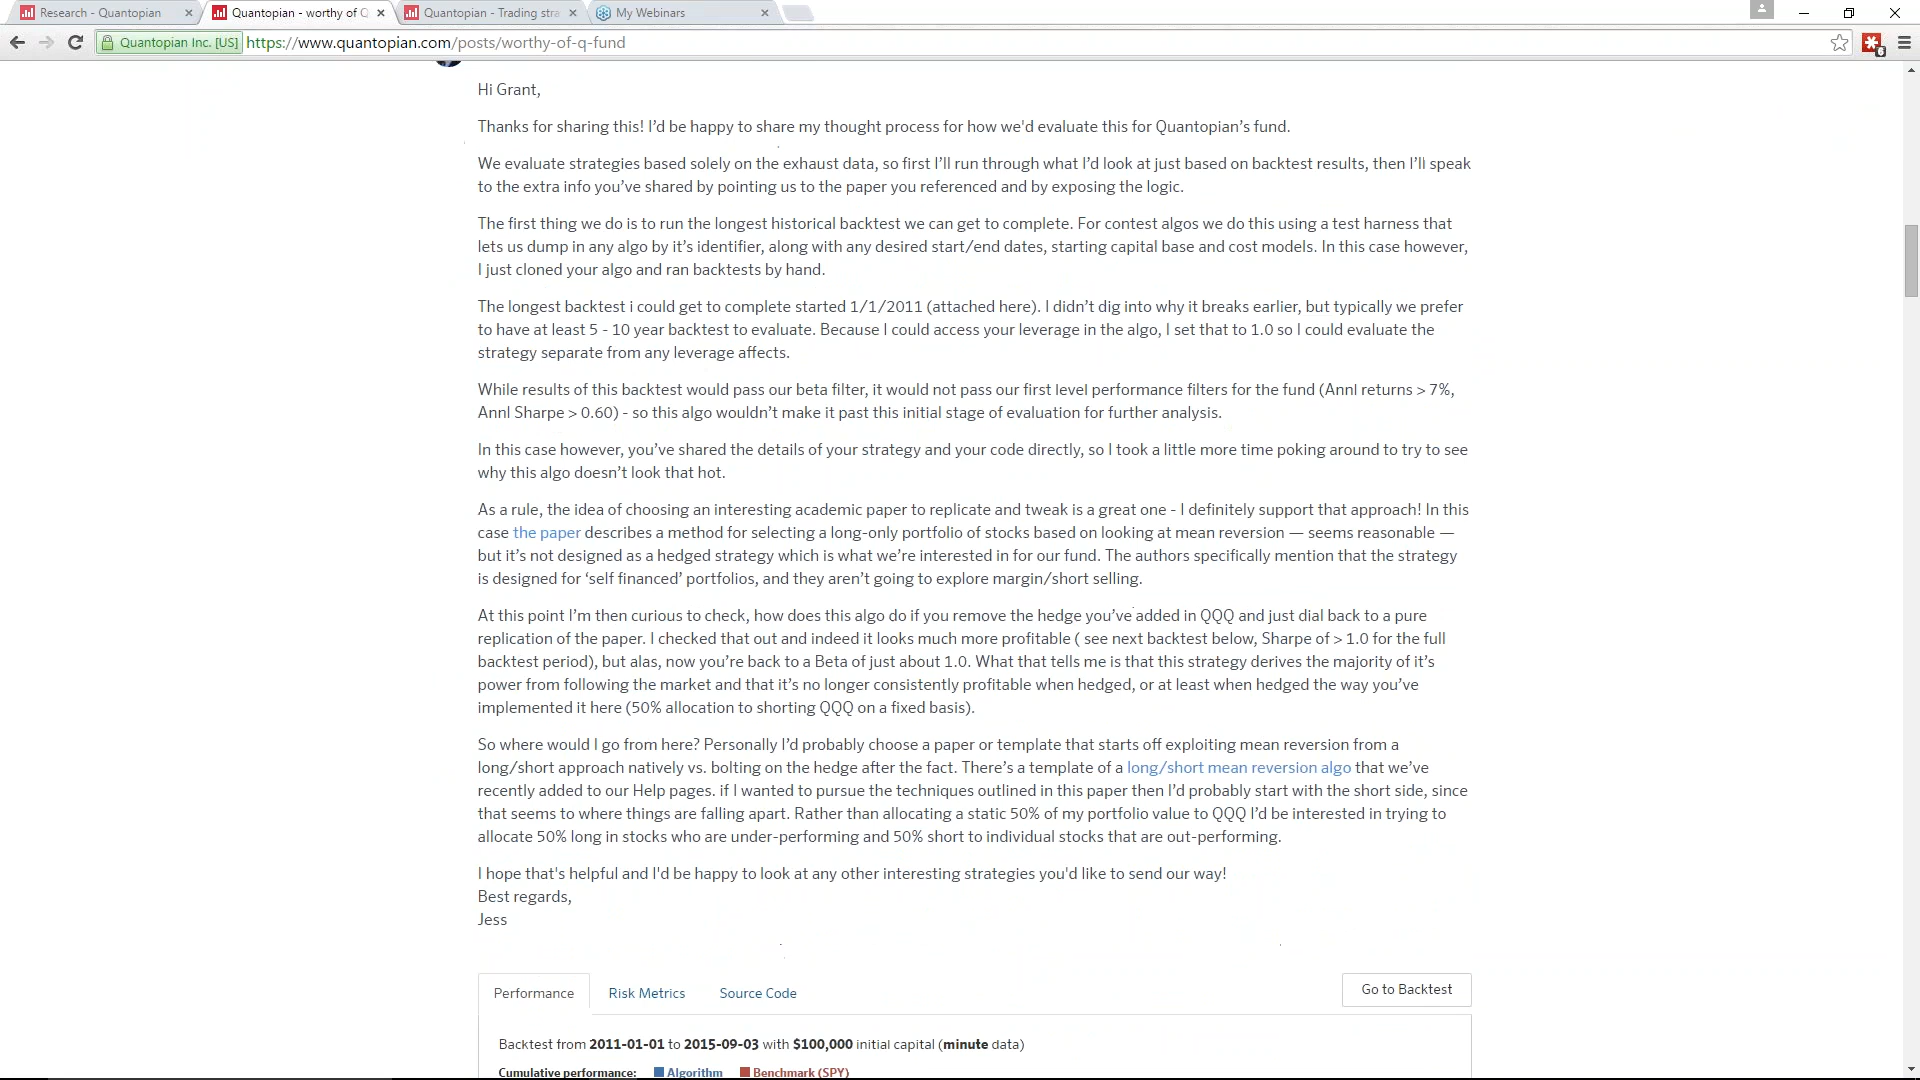 Research - Quantopian
Quantopian - worthy of Q
Quantopian - Trading stra
My Webinars
Quantopian Inc. [US]
https://www.quantopian.com/posts/worthy-of-q-fund
Hi Grant,
Thanks for sharing this! I’d be happy to share my thought process for how we'd evaluate this for Quantopian’s fund.
We evaluate strategies based solely on the exhaust data, so first I’ll run through what I’d look at just based on backtest results, then I’ll speak
to the extra info you’ve shared by pointing us to the paper you referenced and by exposing the logic.
The first thing we do is to run the longest historical backtest we can get to complete. For contest algos we do this using a test harness that
lets us dump in any algo by it’s identifier, along with any desired start/end dates, starting capital base and cost models. In this case however,
I just cloned your algo and ran backtests by hand.
The longest backtest i could get to complete started 1/1/2011 (attached here). I didn’t dig into why it breaks earlier, but typically we prefer
to have at least 5 - 10 year backtest to evaluate. Because I could access your leverage in the algo, I set that to 1.0 so I could evaluate the
strategy separate from any leverage affects.
While results of this backtest would pass our beta filter, it would not pass our first level performance filters for the fund (Annl returns > 7%,
Annl Sharpe > 0.60) - so this algo wouldn’t make it past this initial stage of evaluation for further analysis.
In this case however, you’ve shared the details of your strategy and your code directly, so I took a little more time poking around to try to see
why this algo doesn’t look that hot.
As a rule, the idea of choosing an interesting academic paper to replicate and tweak is a great one - I definitely support that approach! In this
case the paper describes a method for selecting a long-only portfolio of stocks based on looking at mean reversion — seems reasonable —
but it’s not designed as a hedged strategy which is what we’re interested in for our fund. The authors specifically mention that the strategy
is designed for ‘self financed’ portfolios, and they aren’t going to explore margin/short selling.
At this point I’m then curious to check, how does this algo do if you remove the hedge you’ve added in QQQ and just dial back to a pure
replication of the paper. I checked that out and indeed it looks much more profitable ( see next backtest below, Sharpe of > 1.0 for the full
backtest period), but alas, now you’re back to a Beta of just about 1.0. What that tells me is that this strategy derives the majority of it’s
power from following the market and that it’s no longer consistently profitable when hedged, or at least when hedged the way you’ve
implemented it here (50% allocation to shorting QQQ on a fixed basis).
So where would I go from here? Personally I’d probably choose a paper or template that starts off exploiting mean reversion from a
long/short approach natively vs. bolting on the hedge after the fact. There’s a template of a long/short mean reversion algo that we’ve
recently added to our Help pages. if I wanted to pursue the techniques outlined in this paper then I’d probably start with the short side, since
that seems to where things are falling apart. Rather than allocating a static 50% of my portfolio value to QQQ I’d be interested in trying to
allocate 50% long in stocks who are under-performing and 50% short to individual stocks that are out-performing.
I hope that's helpful and I'd be happy to look at any other interesting strategies you'd like to send our way!
Best regards,
Jess
Performance
Risk Metrics
Source Code
Go to Backtest
Backtest from 2011-01-01 to 2015-09-03 with $100,000 initial capital (minute data)
Cumulative performance: Algorithm Benchmark (SPY)